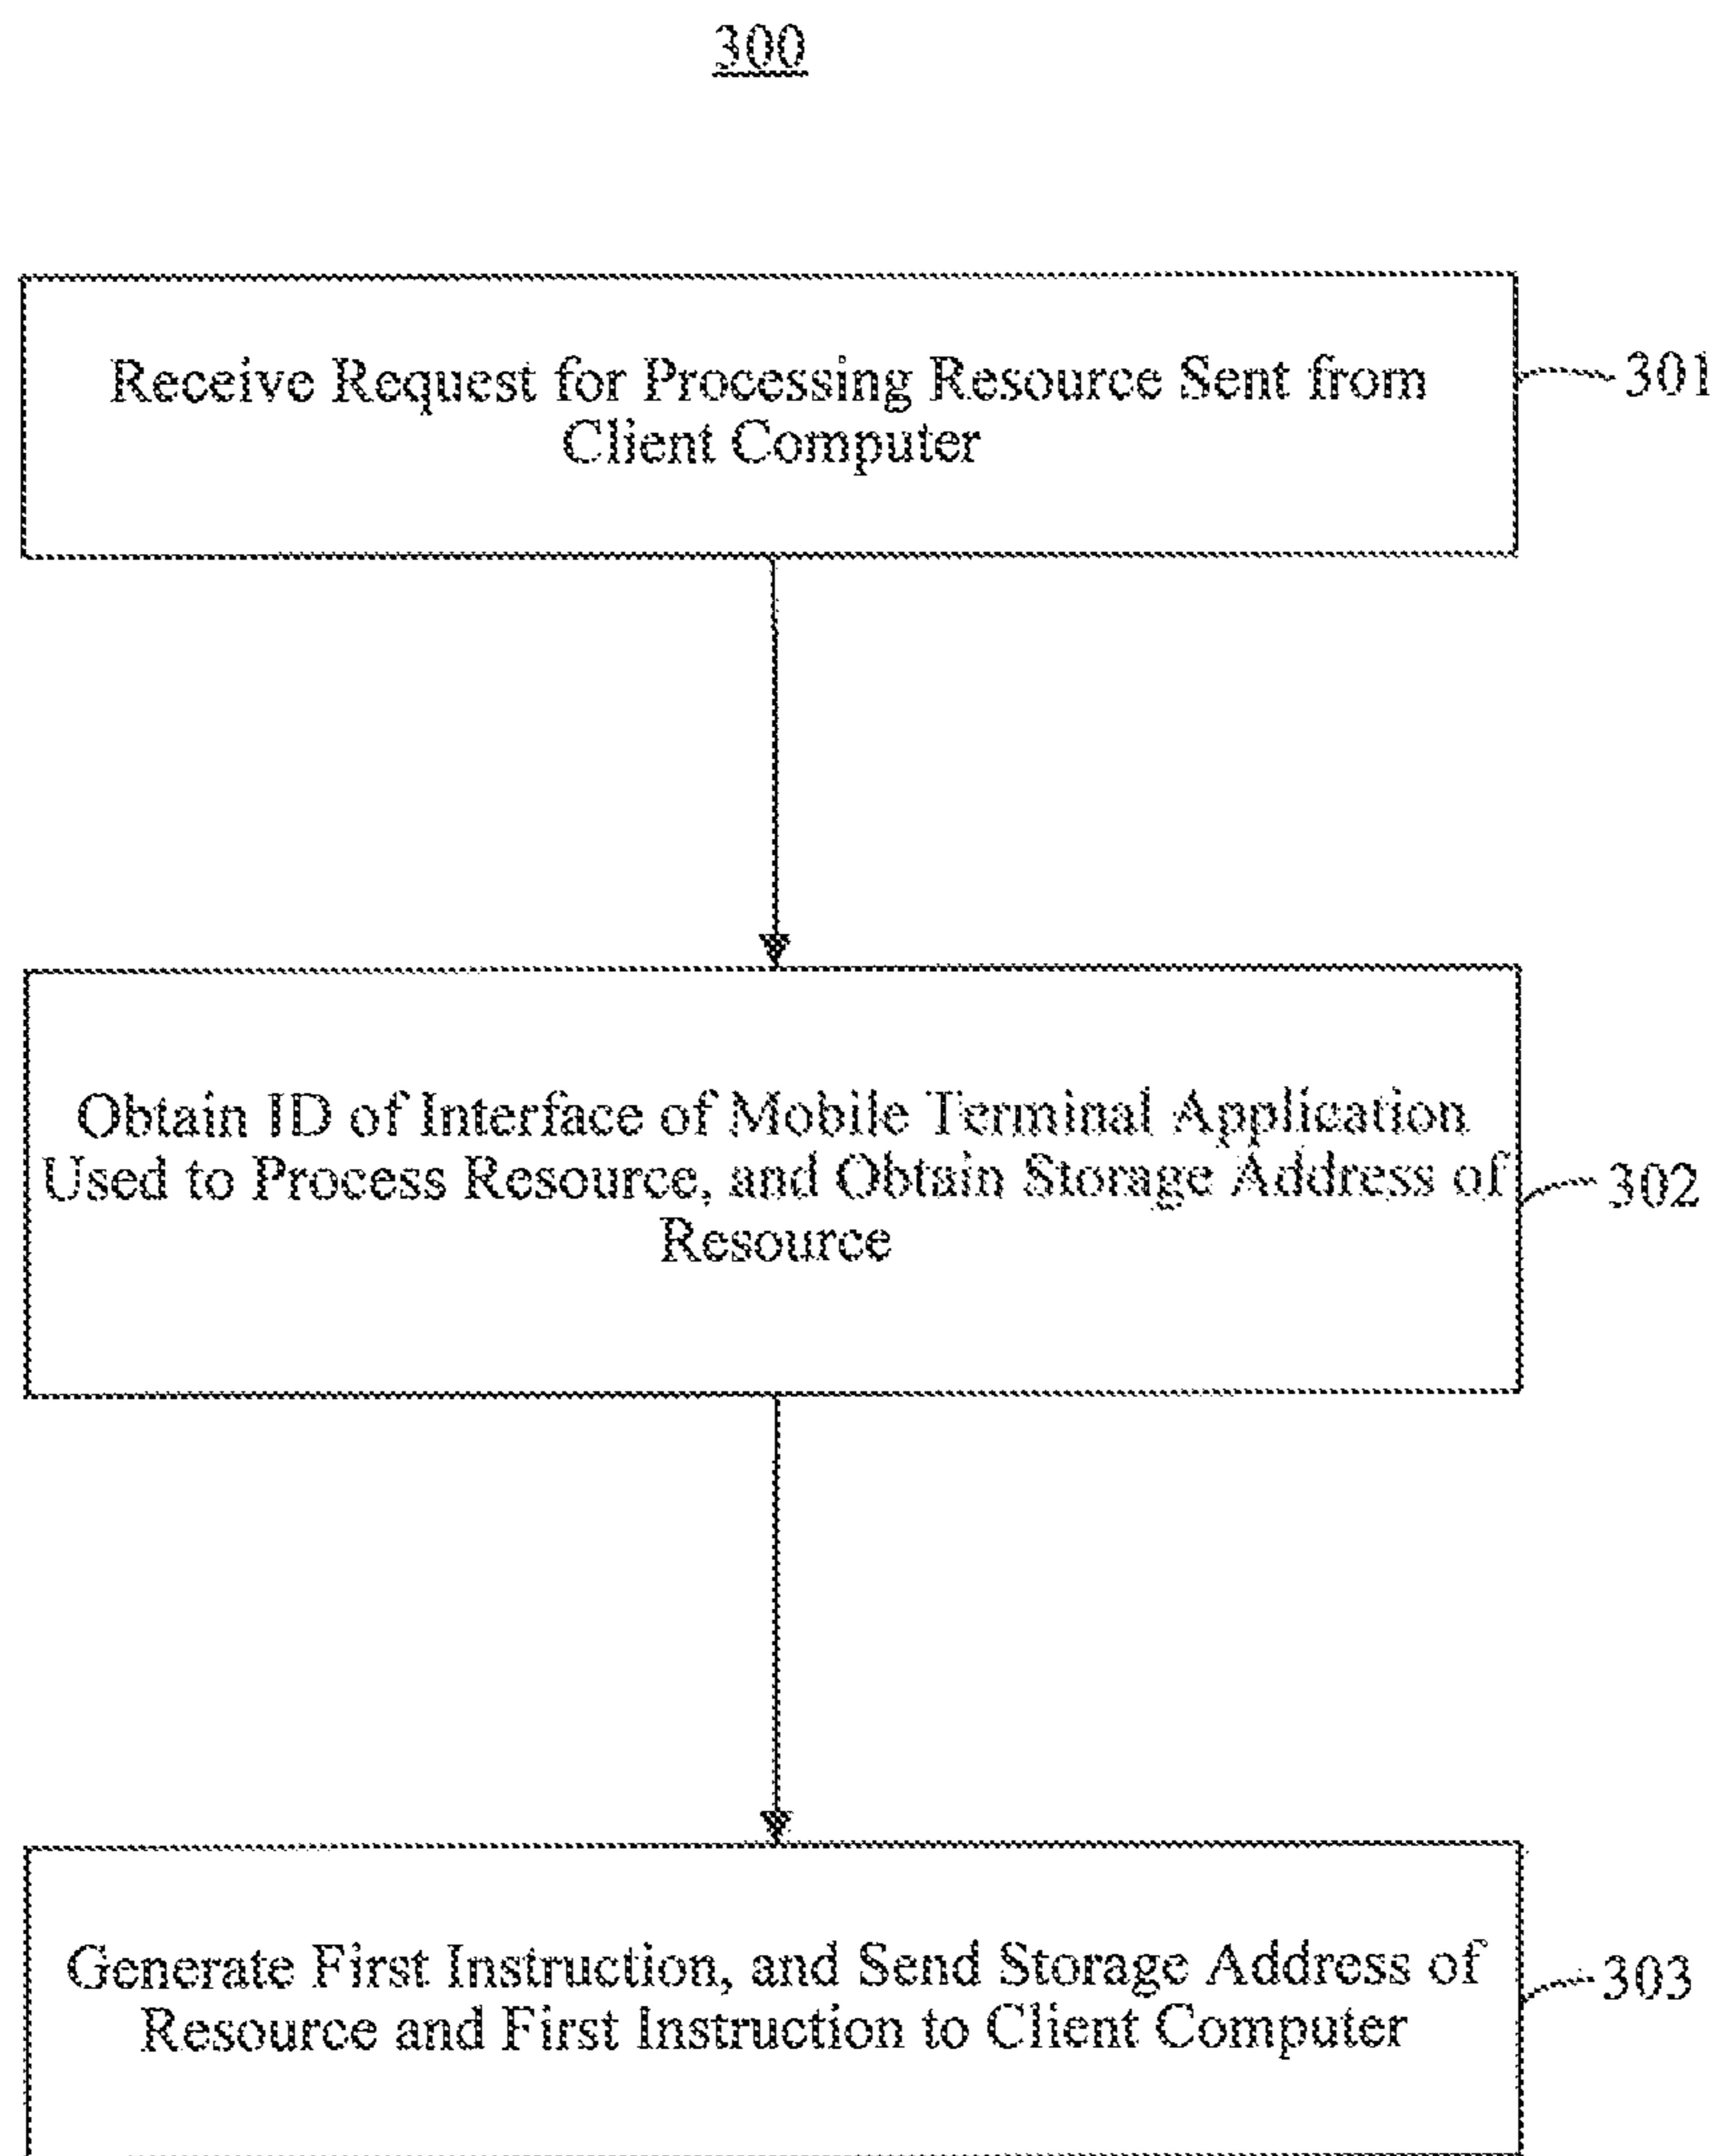 300
Receive Request for Processing Resource Sent from
Client Computer
301
Obtain ID of Interface of Mobile Terminal Application
Used to Process Resource, and Obtain Storage Address of
Resource
302
Generate First Instruction, and Send Storage Address of
Resource and First Instruction to Client Computer
303